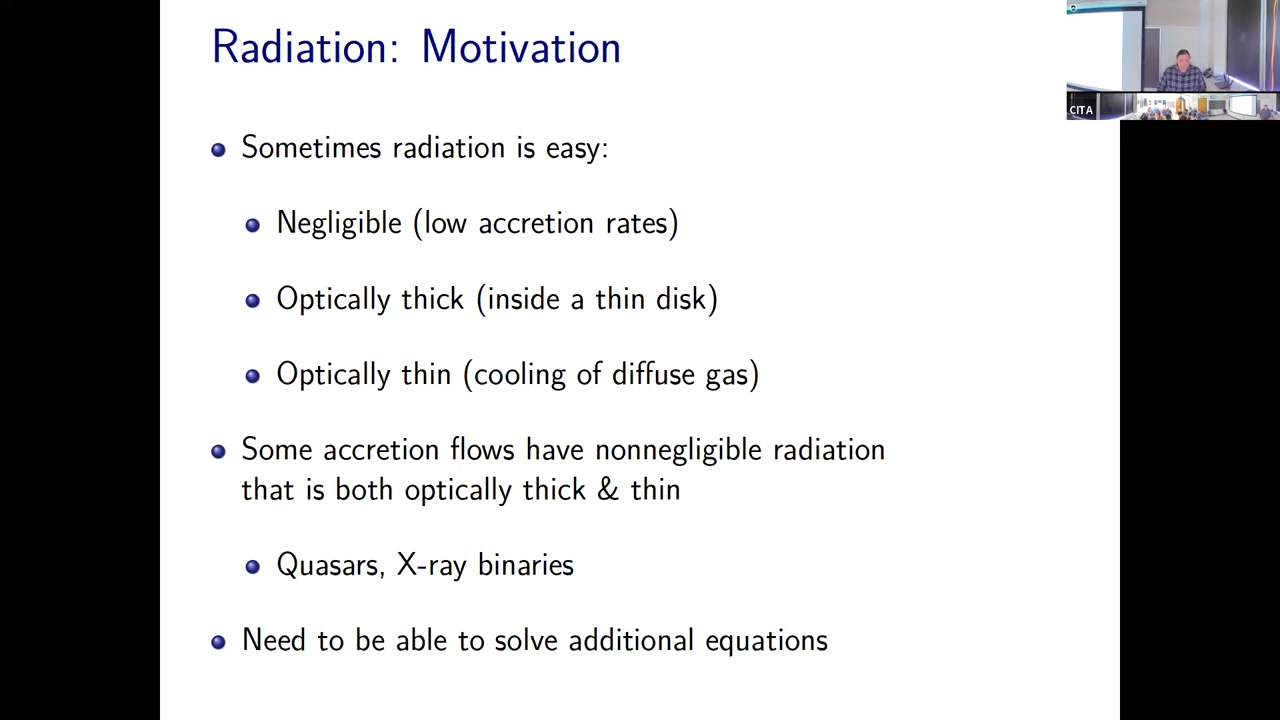 Radiation: Motivation
Sometimes radiation is easy:
Negligible (low accretion rates)
Optically thick (inside a thin disk)
Optically thin (cooling of diffuse gas)
Some accretion flows have nonnegligible radiation
that is both optically thick & thin
Quasars, X-ray binaries
Need to be able to solve additional equations
CITA